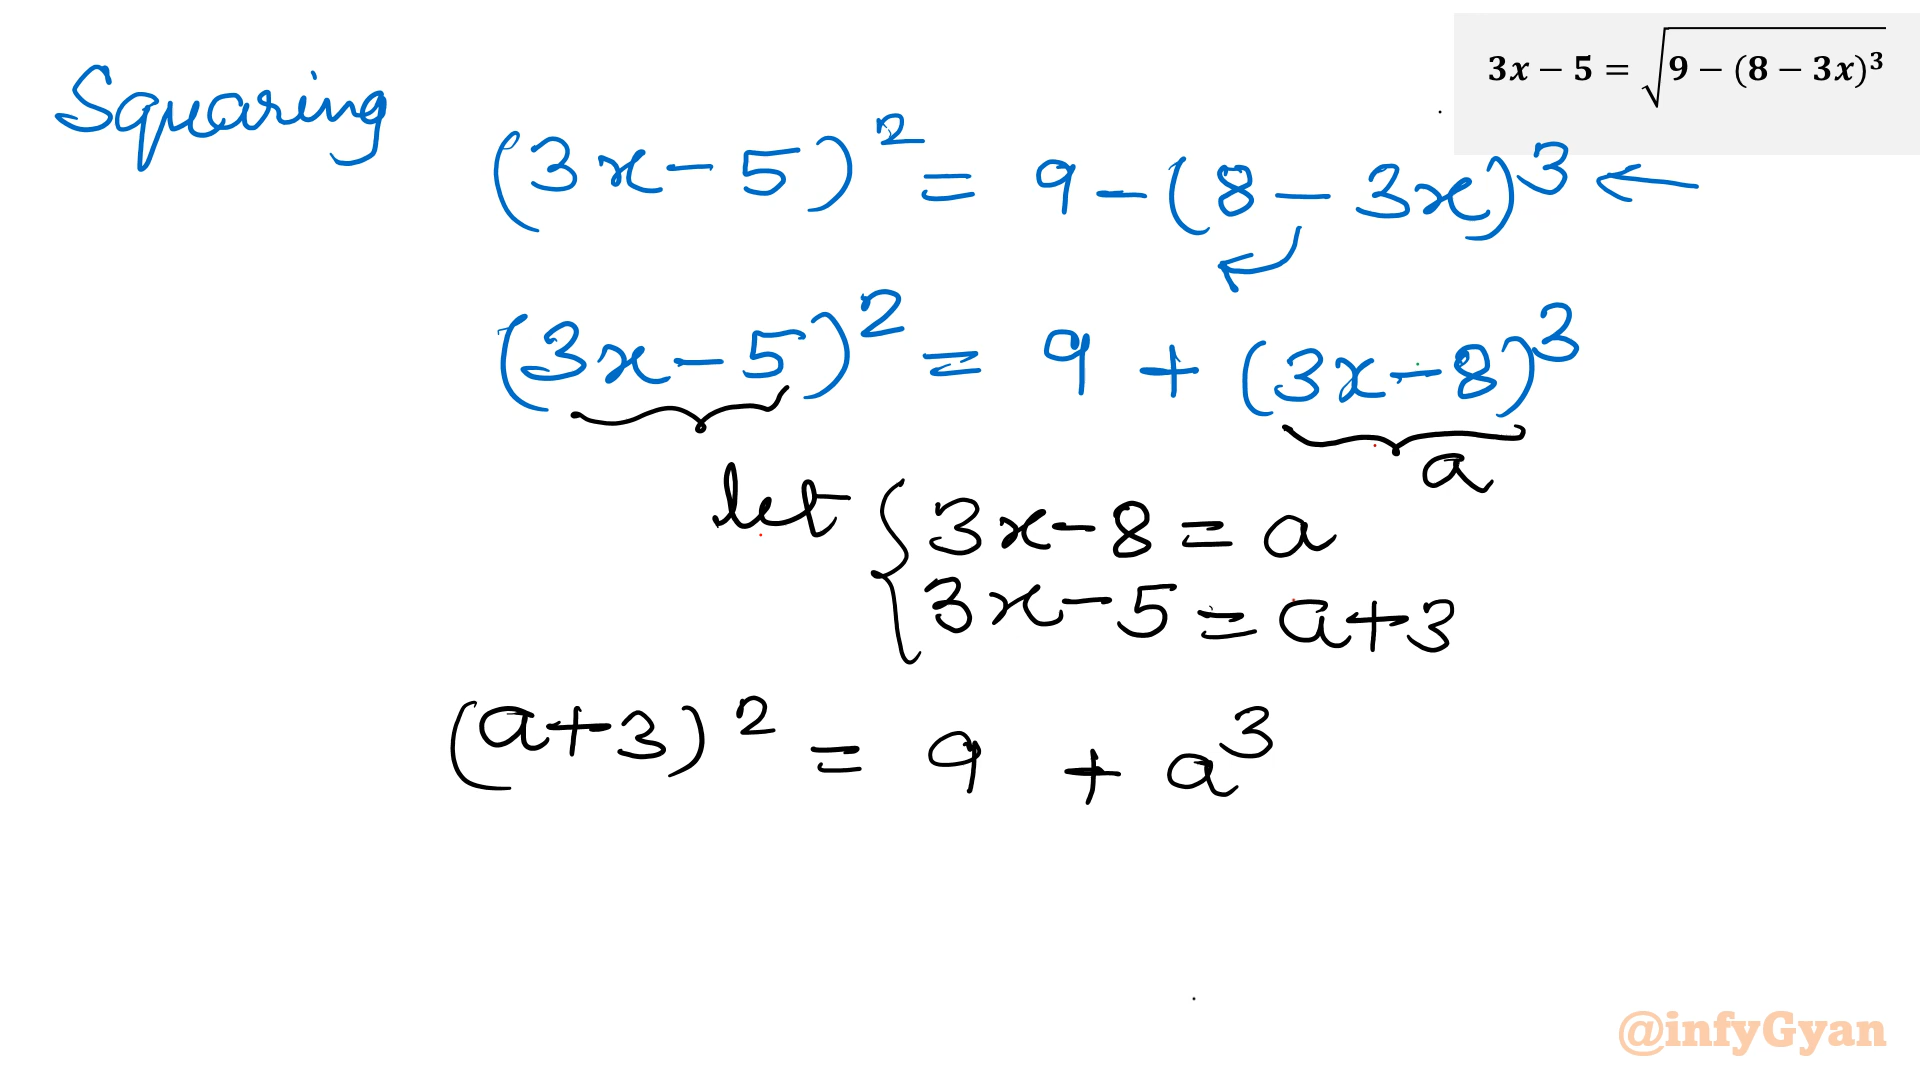 3x − 5 = √9 − (8 − 3x)³
Squaring
(3x − 5)² = 9 − (8 − 3x)³ ←
(3x − 5)² = 9 + (3x − 8)³
a
let { 3x − 8 = a
3x − 5 = a + 3
(a + 3)² = 9 + a³
@infyGyan